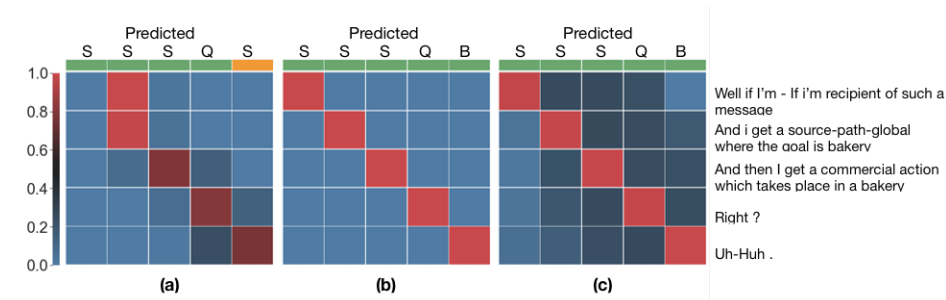 Predicted
S S S Q S
Predicted
S S S Q B
Predicted
S S S Q B
1.0
0.8
0.6
0.4
0.2
0.0
Well if I'm - If i'm recipient of such a
message
And i get a source-path-global
where the goal is bakery
And then I get a commercial action
which takes place in a bakery
Right ?
Uh-Huh .
(a)
(b)
(c)